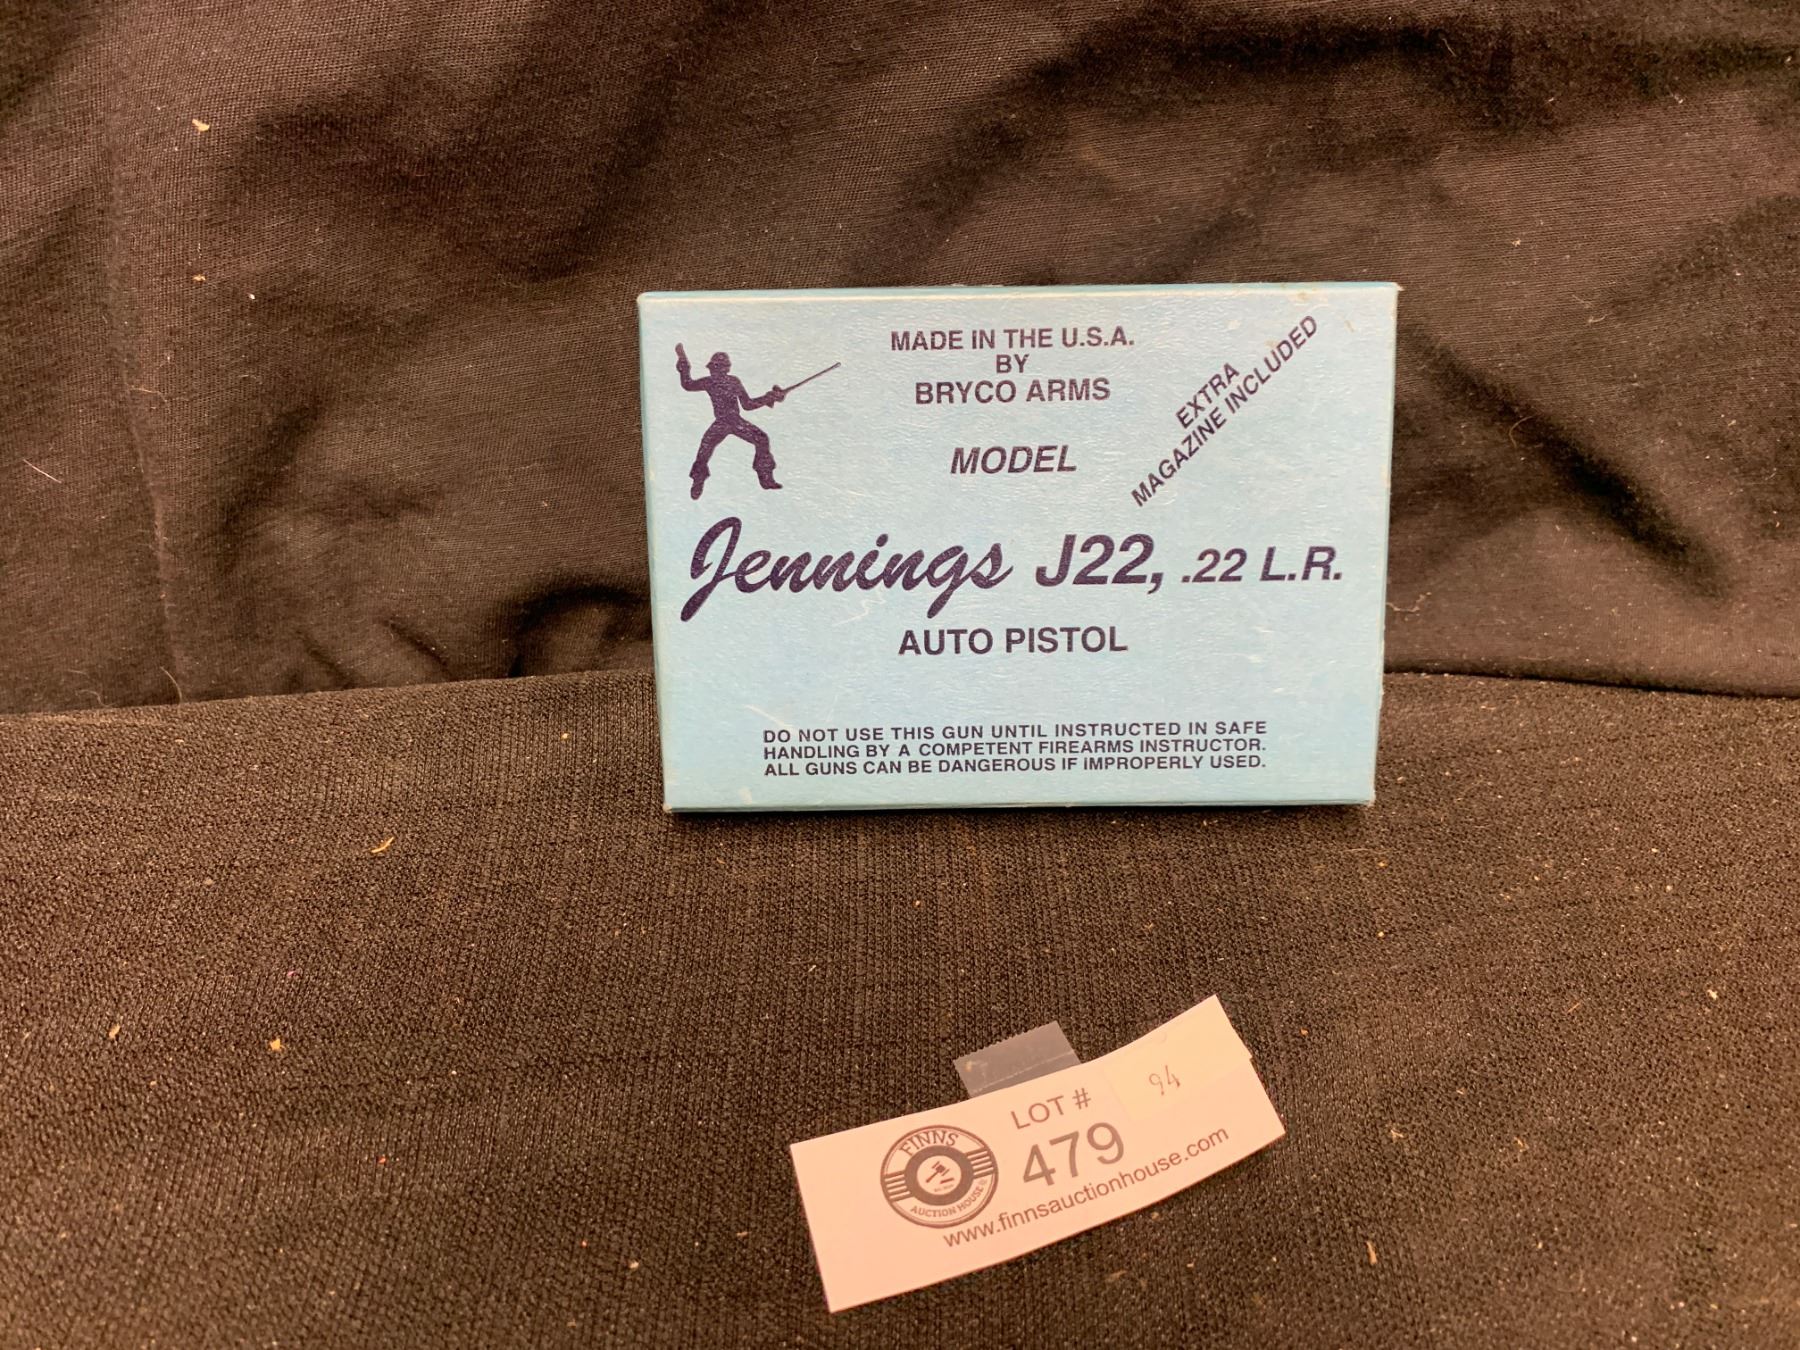 MADE IN THE U.S.A.
BY
BRYCO ARMS
EXTRA
MAGAZINE INCLUDED
MODEL
Jennings J22, .22 L.R.
AUTO PISTOL
DO NOT USE THIS GUN UNTIL INSTRUCTED IN SAFE
HANDLING BY A COMPETENT FIREARMS INSTRUCTOR.
ALL GUNS CAN BE DANGEROUS IF IMPROPERLY USED.
94
LOT #
479
FINNS
AUCTION HOUSE
www.finnsauctionhouse.com